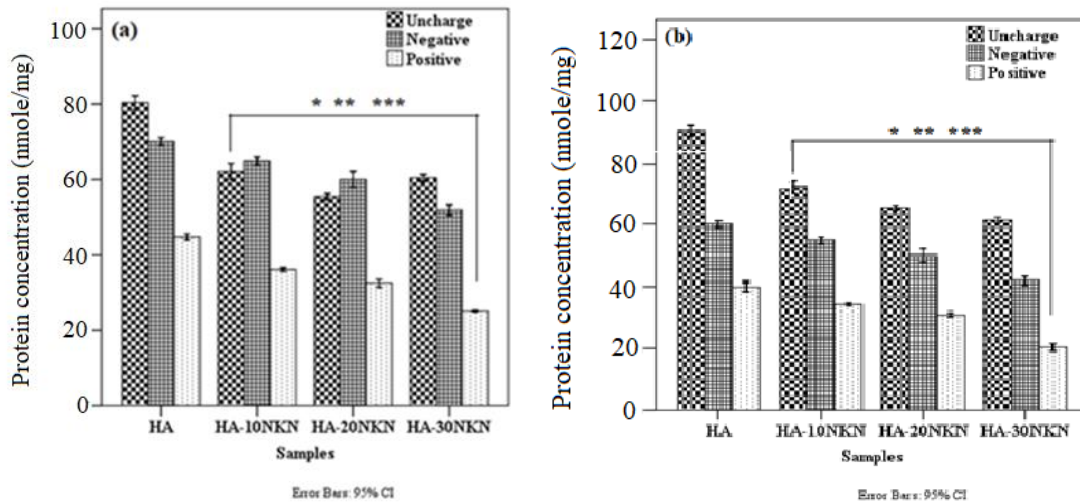 (a)
Uncharge
Negative
Positive
* ** ***
Protein concentration (nmole/mg)
100
80
60
40
20
0
HA HA-10NKN HA-20NKN HA-30NKN
Samples
Error Bars: 95% CI
(b)
Uncharge
Negative
Positive
* ** ***
Protein concentration (nmole/mg)
120
100
80
60
40
20
0
HA HA-10NKN HA-20NKN HA-30NKN
Samples
Error Bars: 95% CI